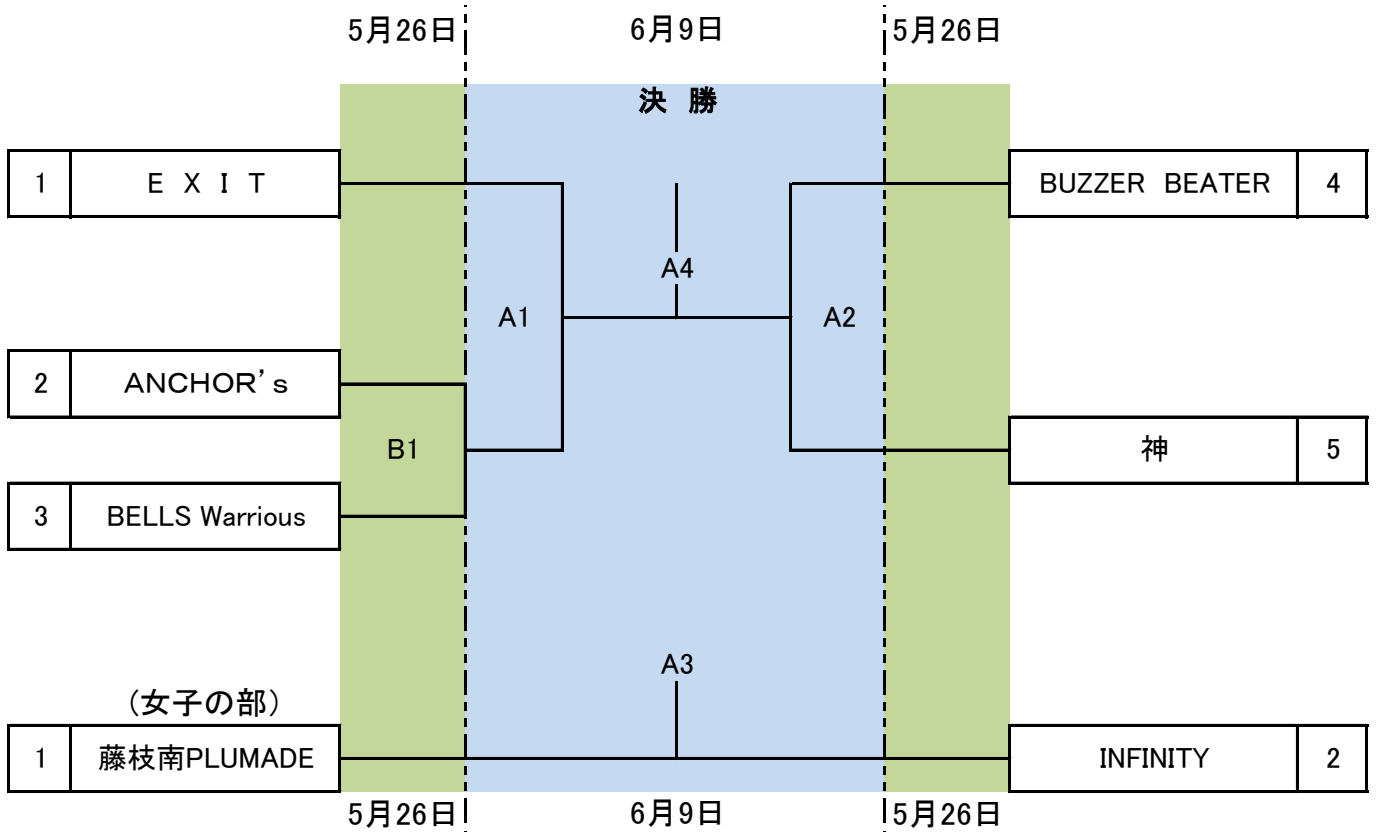 5月26日 6月9日 5月26日
決 勝
1 E X I T BUZZER BEATER 4
A4
A1 A2
2 ANCHOR's
B1 神 5
3 BELLS Warrious
A3
(女子の部)
1 藤枝南PLUMADE INFINITY 2
5月26日 6月9日 5月26日